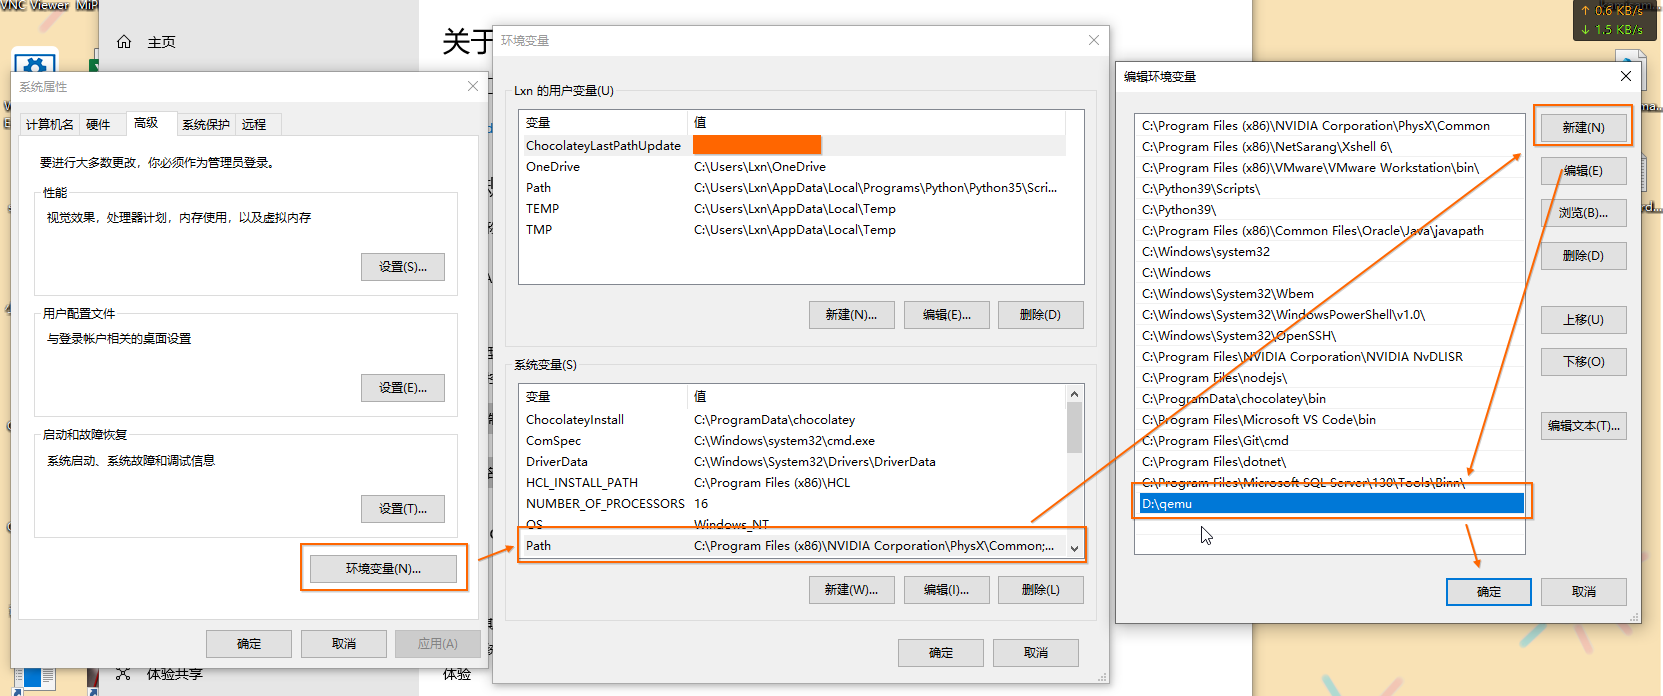 VNC Viewer
主页
关于
系统属性
计算机名
硬件
高级
系统保护
远程
要进行大多数更改，你必须作为管理员登录。
性能
视觉效果，处理器计划，内存使用，以及虚拟内存
设置(S)...
用户配置文件
与登录帐户相关的桌面设置
设置(E)...
启动和故障恢复
系统启动、系统故障和调试信息
设置(T)...
环境变量(N)...
确定
取消
应用(A)
体验共享
体验
环境变量
Lxn 的用户变量(U)
变量 值
ChocolateyLastPathUpdate
OneDrive C:\Users\Lxn\OneDrive
Path C:\Users\Lxn\AppData\Local\Programs\Python\Python35\Scri...
TEMP C:\Users\Lxn\AppData\Local\Temp
TMP C:\Users\Lxn\AppData\Local\Temp
新建(N)...
编辑(E)...
删除(D)
系统变量(S)
变量 值
ChocolateyInstall C:\ProgramData\chocolatey
ComSpec C:\Windows\system32\cmd.exe
DriverData C:\Windows\System32\Drivers\DriverData
HCL_INSTALL_PATH C:\Program Files (x86)\HCL
NUMBER_OF_PROCESSORS 16
OS Windows_NT
Path C:\Program Files (x86)\NVIDIA Corporation\PhysX\Common;...
新建(W)...
编辑(I)...
删除(L)
确定
取消
↑ 0.6 KB/s
↓ 1.5 KB/s
编辑环境变量
C:\Program Files (x86)\NVIDIA Corporation\PhysX\Common
C:\Program Files (x86)\NetSarang\Xshell 6\
C:\Program Files (x86)\VMware\VMware Workstation\bin\
C:\Python39\Scripts\
C:\Python39\
C:\Program Files (x86)\Common Files\Oracle\Java\javapath
C:\Windows\system32
C:\Windows
C:\Windows\System32\Wbem
C:\Windows\System32\WindowsPowerShell\v1.0\
C:\Windows\System32\OpenSSH\
C:\Program Files\NVIDIA Corporation\NVIDIA NvDLISR
C:\Program Files\nodejs\
C:\ProgramData\chocolatey\bin
C:\Program Files\Microsoft VS Code\bin
C:\Program Files\Git\cmd
C:\Program Files\dotnet\
C:\Program Files\Microsoft SQL Server\130\Tools\Binn\
D:\qemu
新建(N)
编辑(E)
浏览(B)...
删除(D)
上移(U)
下移(O)
编辑文本(T)...
确定
取消